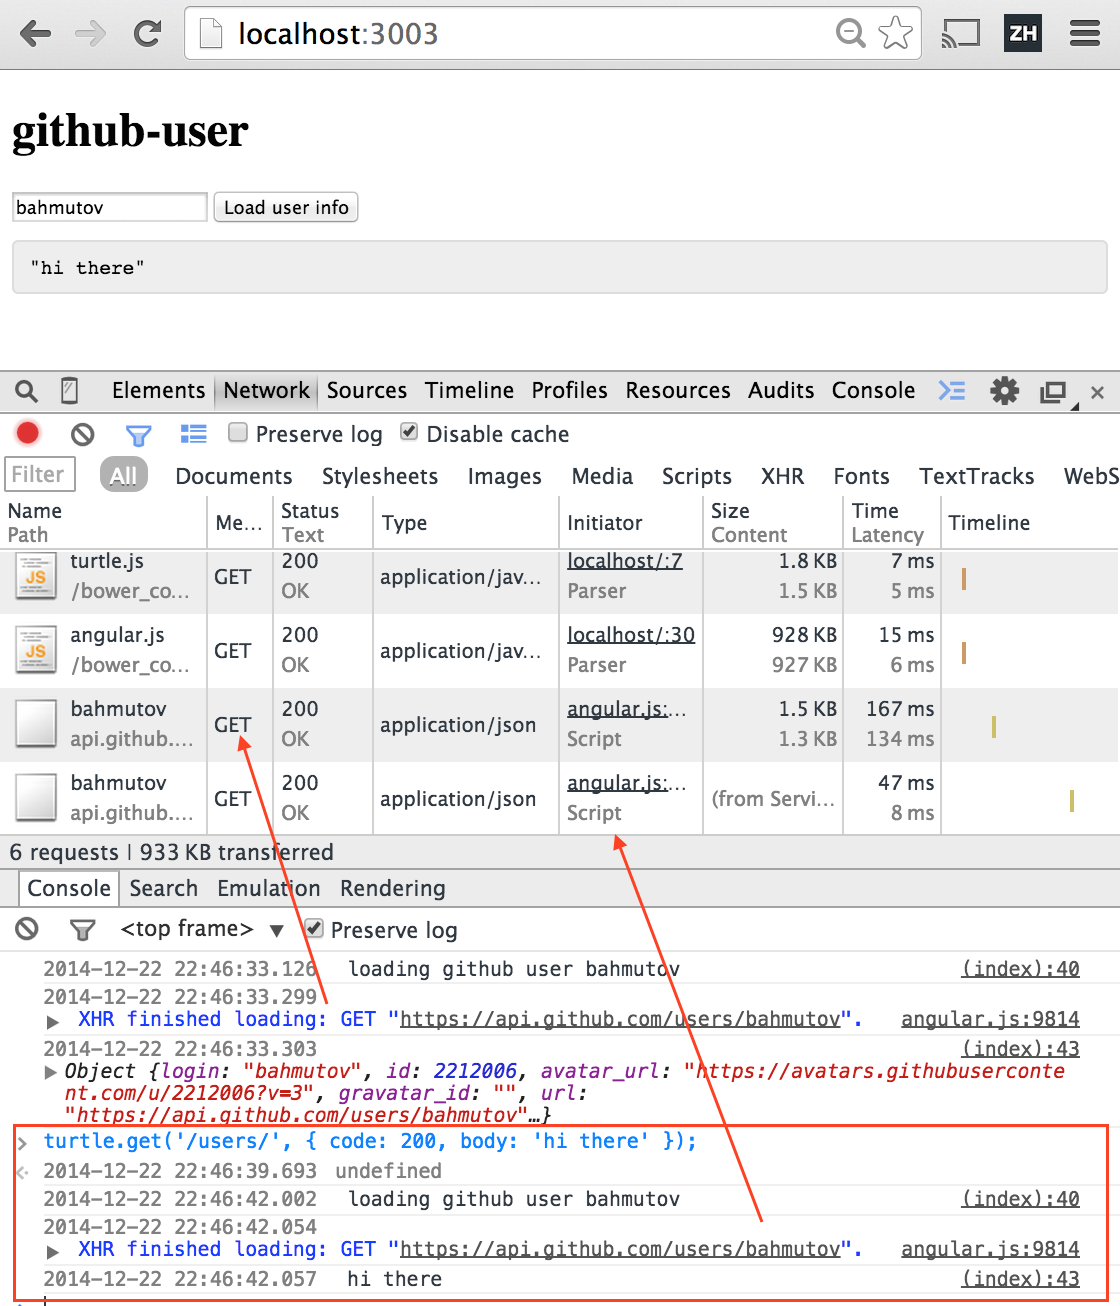 localhost:3003
ZH
github-user
bahmutov Load user info
"hi there"
Elements Network Sources Timeline Profiles Resources Audits Console
Preserve log Disable cache
Filter All Documents Stylesheets Images Media Scripts XHR Fonts TextTracks WebS
Name Me... Status Type Initiator Size Time Timeline
Path Text Content Latency
turtle.js 200 localhost/:7 1.8 KB 7 ms
JS GET application/jav...
/bower_co... OK Parser 1.5 KB 5 ms
angular.js 200 localhost/:30 928 KB 15 ms
JS GET application/jav...
/bower_co... OK Parser 927 KB 6 ms
bahmutov 200 angular.js:... 1.5 KB 167 ms
GET application/json
api.github.... OK Script 1.3 KB 134 ms
bahmutov 200 angular.js:... 47 ms
GET application/json (from Servi...
api.github.... OK Script 8 ms
6 requests | 933 KB transferred
Console Search Emulation Rendering
<top frame> ▼ Preserve log
2014-12-22 22:46:33.126 loading github user bahmutov (index):40
2014-12-22 22:46:33.299
▶ XHR finished loading: GET "https://api.github.com/users/bahmutov". angular.js:9814
2014-12-22 22:46:33.303 (index):43
▶ Object {login: "bahmutov", id: 2212006, avatar_url: "https://avatars.githubuserconte
nt.com/u/2212006?v=3", gravatar_id: "", url:
"https://api.github.com/users/bahmutov"…}
> turtle.get('/users/', { code: 200, body: 'hi there' });
2014-12-22 22:46:39.693 undefined
2014-12-22 22:46:42.002 loading github user bahmutov (index):40
2014-12-22 22:46:42.054
▶ XHR finished loading: GET "https://api.github.com/users/bahmutov". angular.js:9814
2014-12-22 22:46:42.057 hi there (index):43